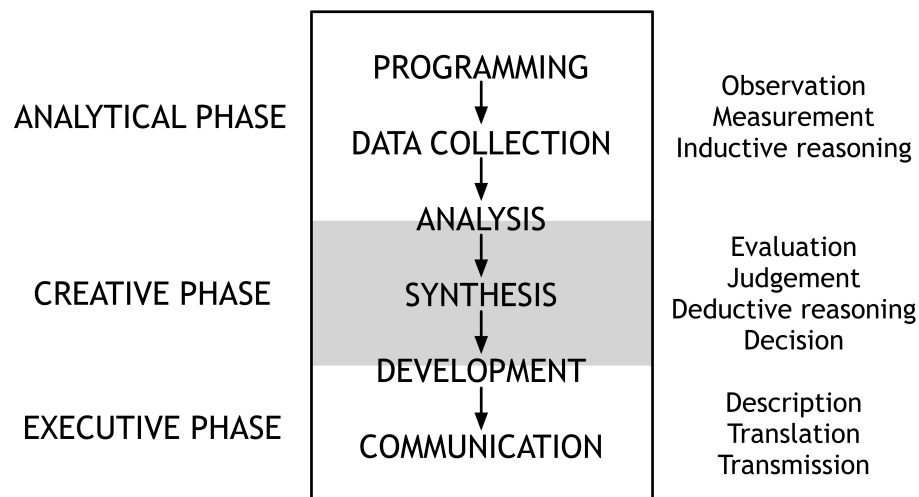 PROGRAMMING
ANALYTICAL PHASE
DATA COLLECTION
Observation
Measurement
Inductive reasoning
ANALYSIS
CREATIVE PHASE
SYNTHESIS
Evaluation
Judgement
Deductive reasoning
Decision
DEVELOPMENT
EXECUTIVE PHASE
COMMUNICATION
Description
Translation
Transmission